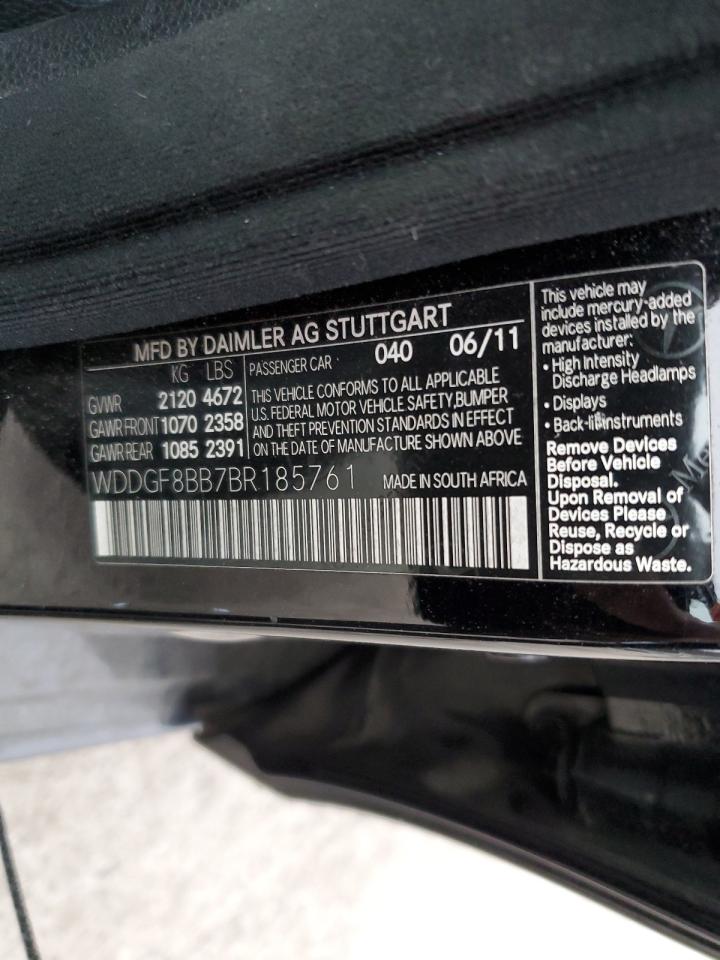 MFD BY DAIMLER AG STUTTGART
KG LBS
GVWR 2120 4672
GAWR FRONT 1070 2358
GAWR REAR 1085 2391
PASSENGER CAR 040 06/11
THIS VEHICLE CONFORMS TO ALL APPLICABLE
U.S. FEDERAL MOTOR VEHICLE SAFETY, BUMPER
AND THEFT PREVENTION STANDARDS IN EFFECT
ON THE DATE OF MANUFACTURE SHOWN ABOVE
WDDGF8BB7BR185761 MADE IN SOUTH AFRICA
This vehicle may
include mercury-added
devices installed by the
manufacturer:
• High Intensity
Discharge Headlamps
• Displays
• Back-lit instruments
Remove Devices
Before Vehicle
Disposal.
Upon Removal of
Devices Please
Reuse, Recycle or
Dispose as
Hazardous Waste.